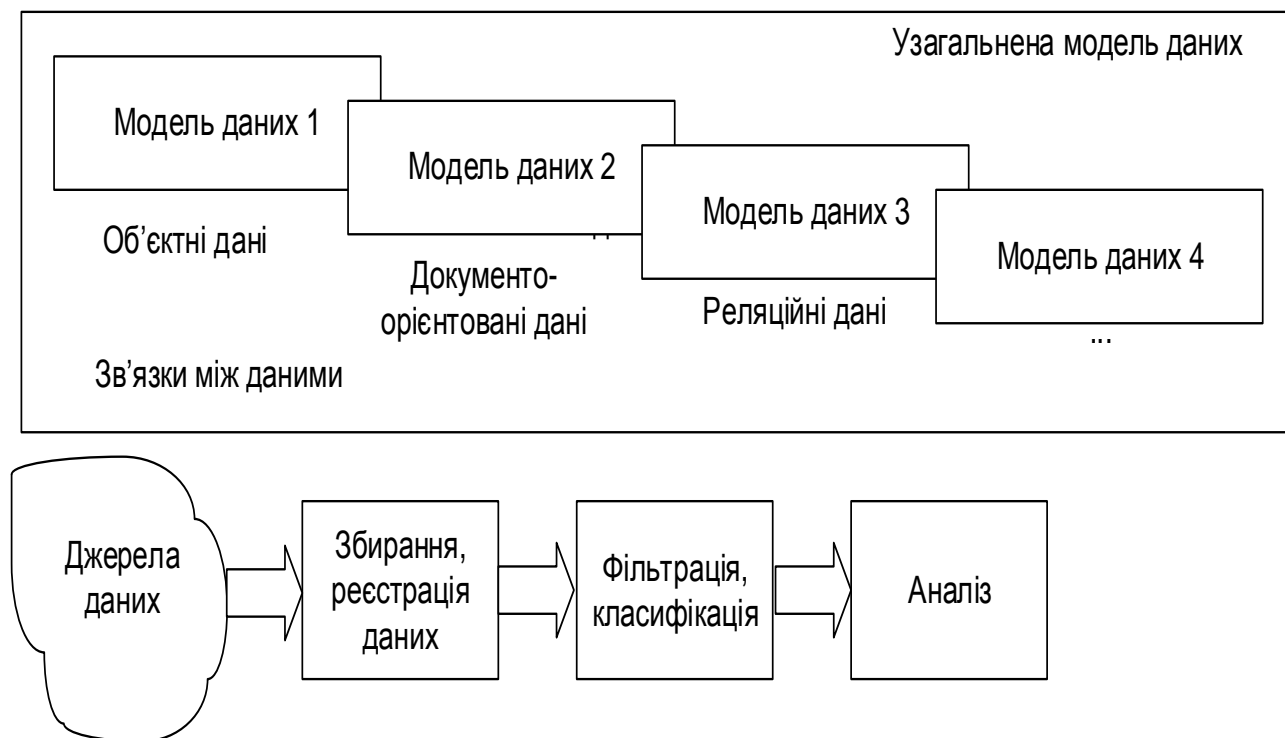 Узагальнена модель даних
Модель даних 1
Модель даних 2
Модель даних 3
Модель даних 4
Об’єктні дані
Документо-
орієнтовані дані
Реляційні дані
...
Зв’язки між даними
Джерела
даних
Збирання,
реєстрація
даних
Фільтрація,
класифікація
Аналіз